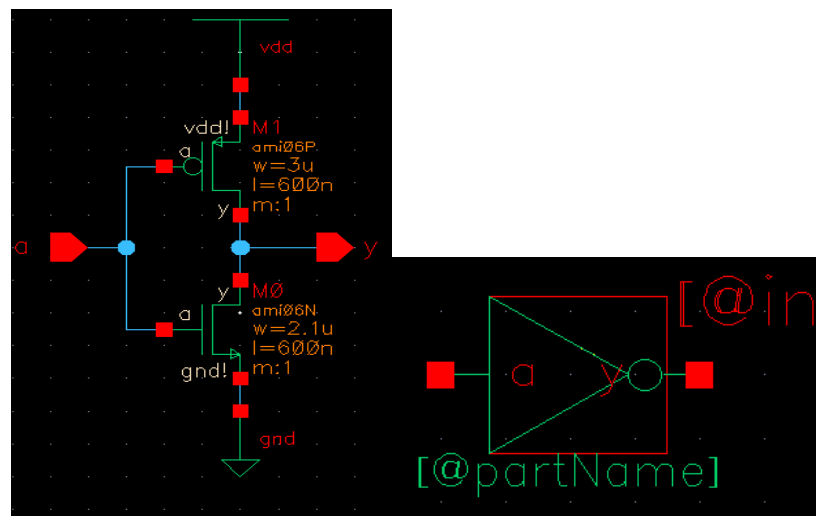 vdd
vdd!
M1
a
ami06P
w=3u
l=600n
y
m:1
a
y
y
M0
a
ami06N
w=2.1u
l=600n
gnd!
m:1
gnd
[@in
a
y
[@partName]